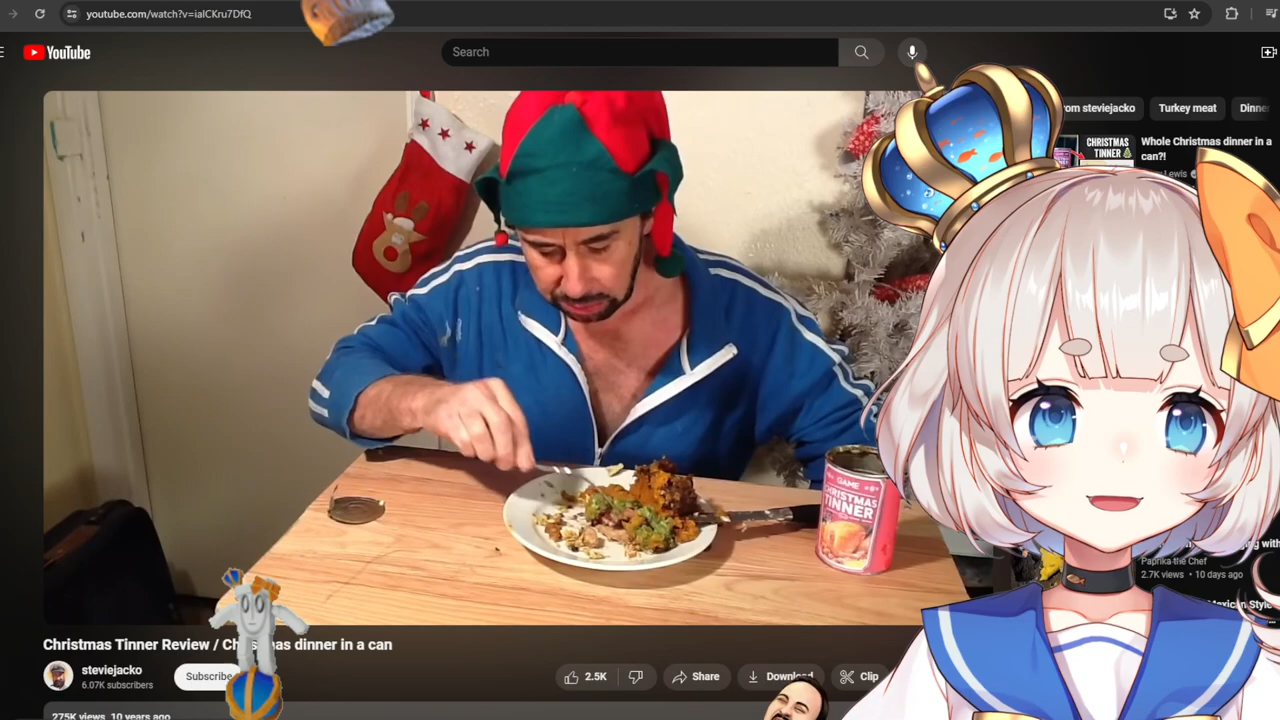 youtube.com/watch?v=ialCKru7DfQ
YouTube
Search
om steviejacko
Turkey meat
Dinne
CHRISTMAS
TINNER
Whole Christmas dinner in a
can?!
Lewis
GAME
CHRISTMAS
TINNER
Paprika the Chef
2.7K views • 10 days ago
Christmas Tinner Review / Ch as dinner in a can
steviejacko
6.07K subscribers
Subscribe
2.5K
Share
Download
Clip
275K views 10 years ago